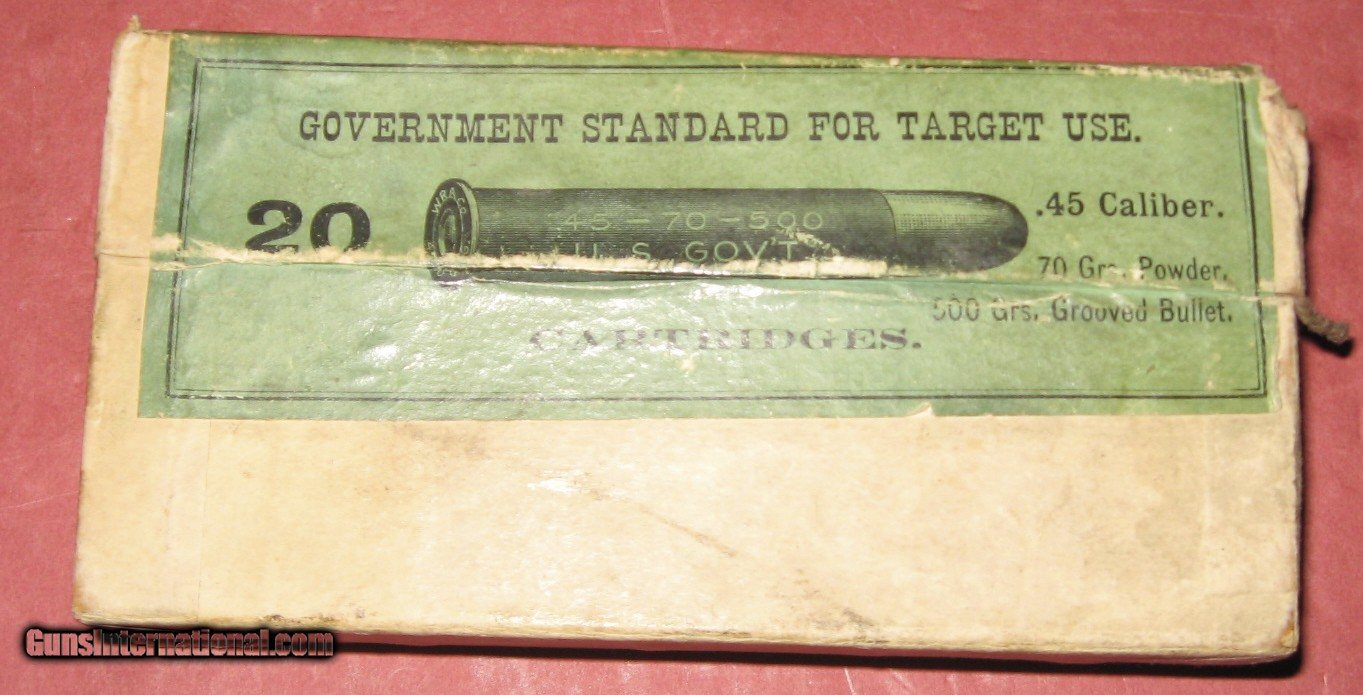 GOVERNMENT STANDARD FOR TARGET USE.
20
W.R.A.CO.
45-70-500
U.S. GOV'T
.45 Caliber.
70 Grs. Powder.
500 Grs. Grooved Bullet.
CARTRIDGES.
GunsInternational.com